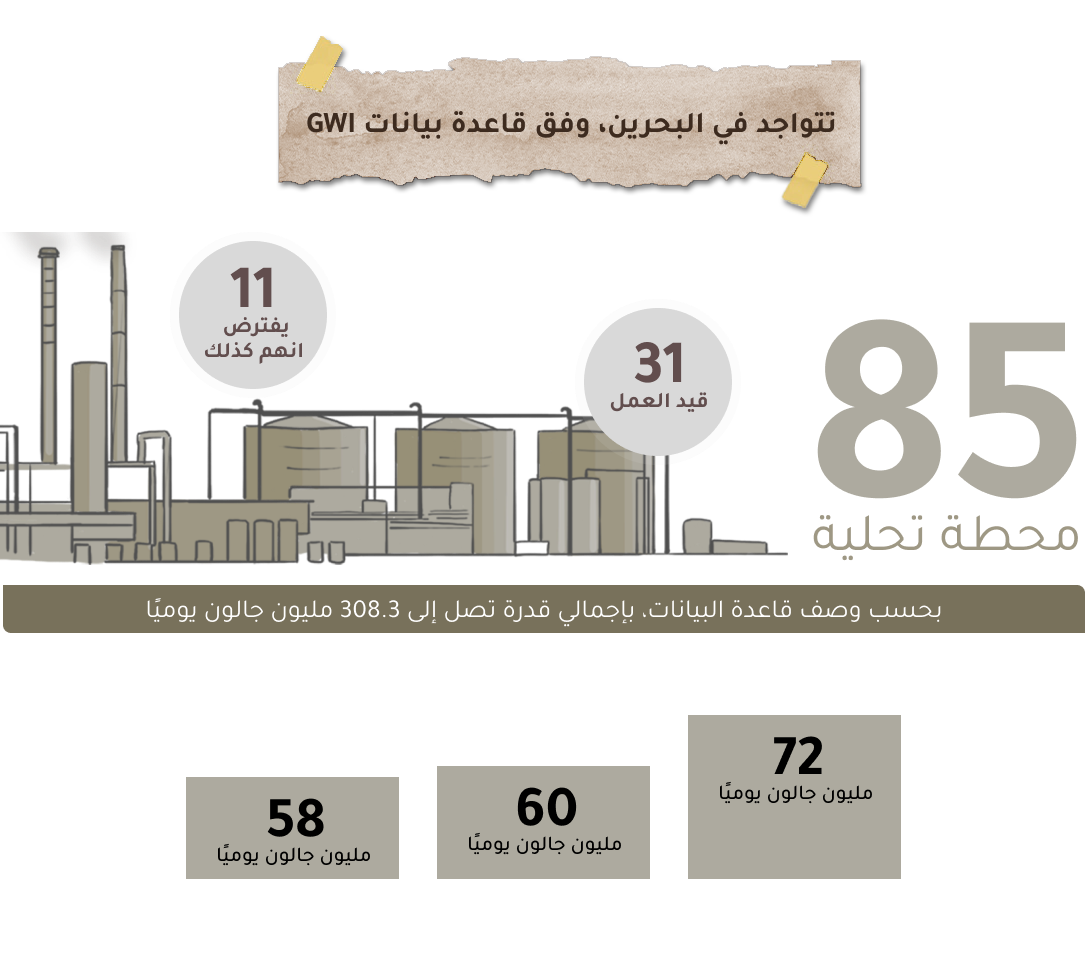 تتواجد في البحرين، وفق قاعدة بيانات GWI
85
محطة تحلية
31
قيد العمل
11
يفترض
انهم كذلك
بحسب وصف قاعدة البيانات، بإجمالي قدرة تصل إلى 308.3 مليون جالون يوميًا
72
مليون جالون يوميًا
60
مليون جالون يوميًا
58
مليون جالون يوميًا